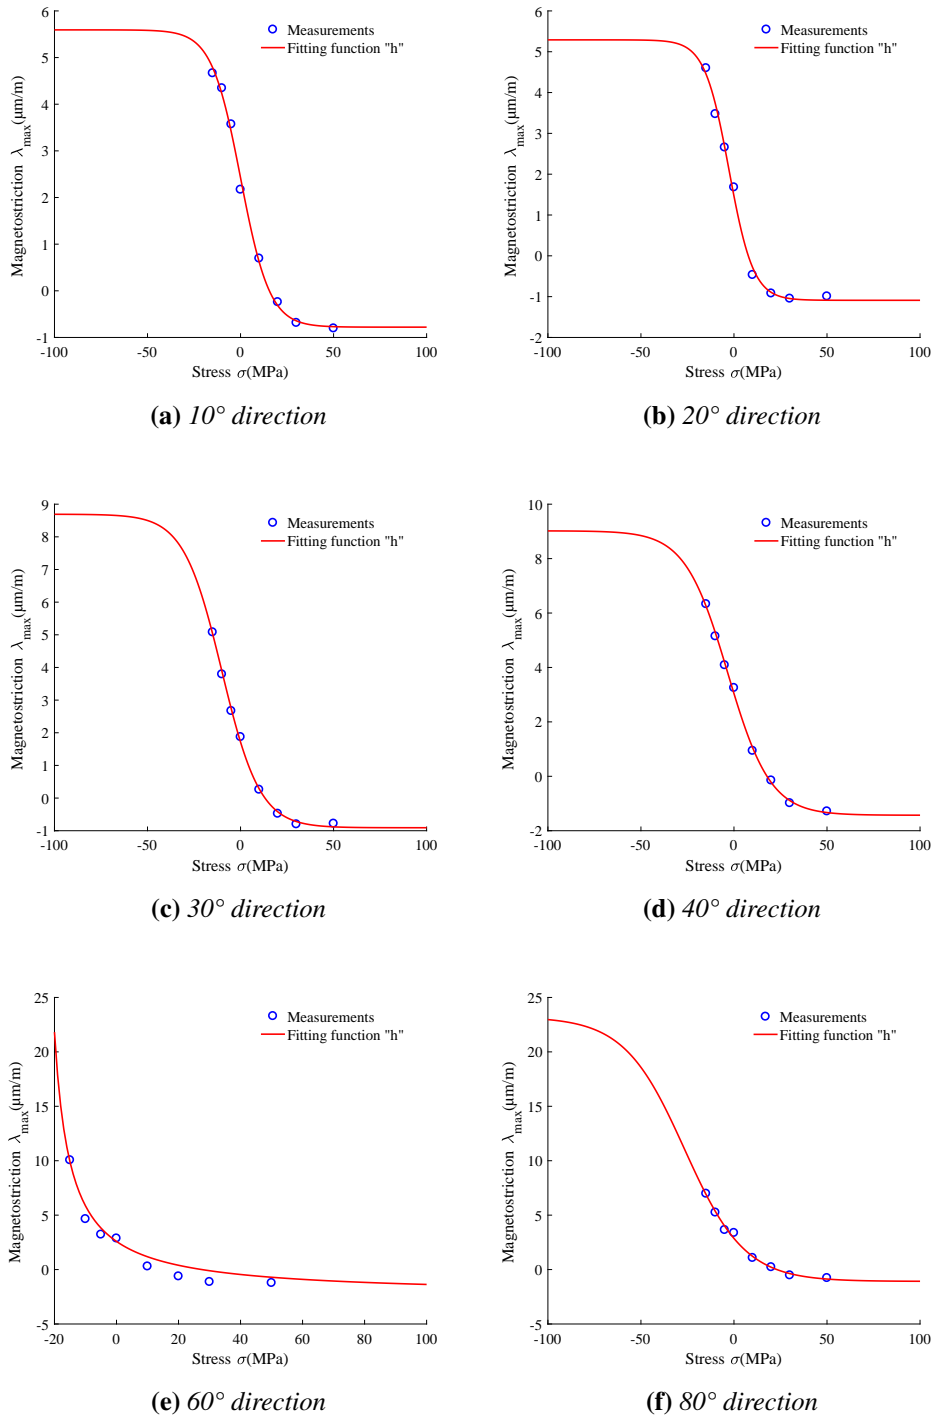 6
5
4
3
2
1
0
-1
-100
-50
0
50
100
Magnetostriction λmax(μm/m)
Stress σ(MPa)
Measurements
Fitting function "h"
(a) 10° direction
6
5
4
3
2
1
0
-1
-2
-100
-50
0
50
100
Magnetostriction λmax(μm/m)
Stress σ(MPa)
Measurements
Fitting function "h"
(b) 20° direction
9
8
7
6
5
4
3
2
1
0
-1
-100
-50
0
50
100
Magnetostriction λmax(μm/m)
Stress σ(MPa)
Measurements
Fitting function "h"
(c) 30° direction
10
8
6
4
2
0
-2
-100
-50
0
50
100
Magnetostriction λmax(μm/m)
Stress σ(MPa)
Measurements
Fitting function "h"
(d) 40° direction
25
20
15
10
5
0
-5
-20
0
20
40
60
80
100
Magnetostriction λmax(μm/m)
Stress σ(MPa)
Measurements
Fitting function "h"
(e) 60° direction
25
20
15
10
5
0
-5
-100
-50
0
50
100
Magnetostriction λmax(μm/m)
Stress σ(MPa)
Measurements
Fitting function "h"
(f) 80° direction